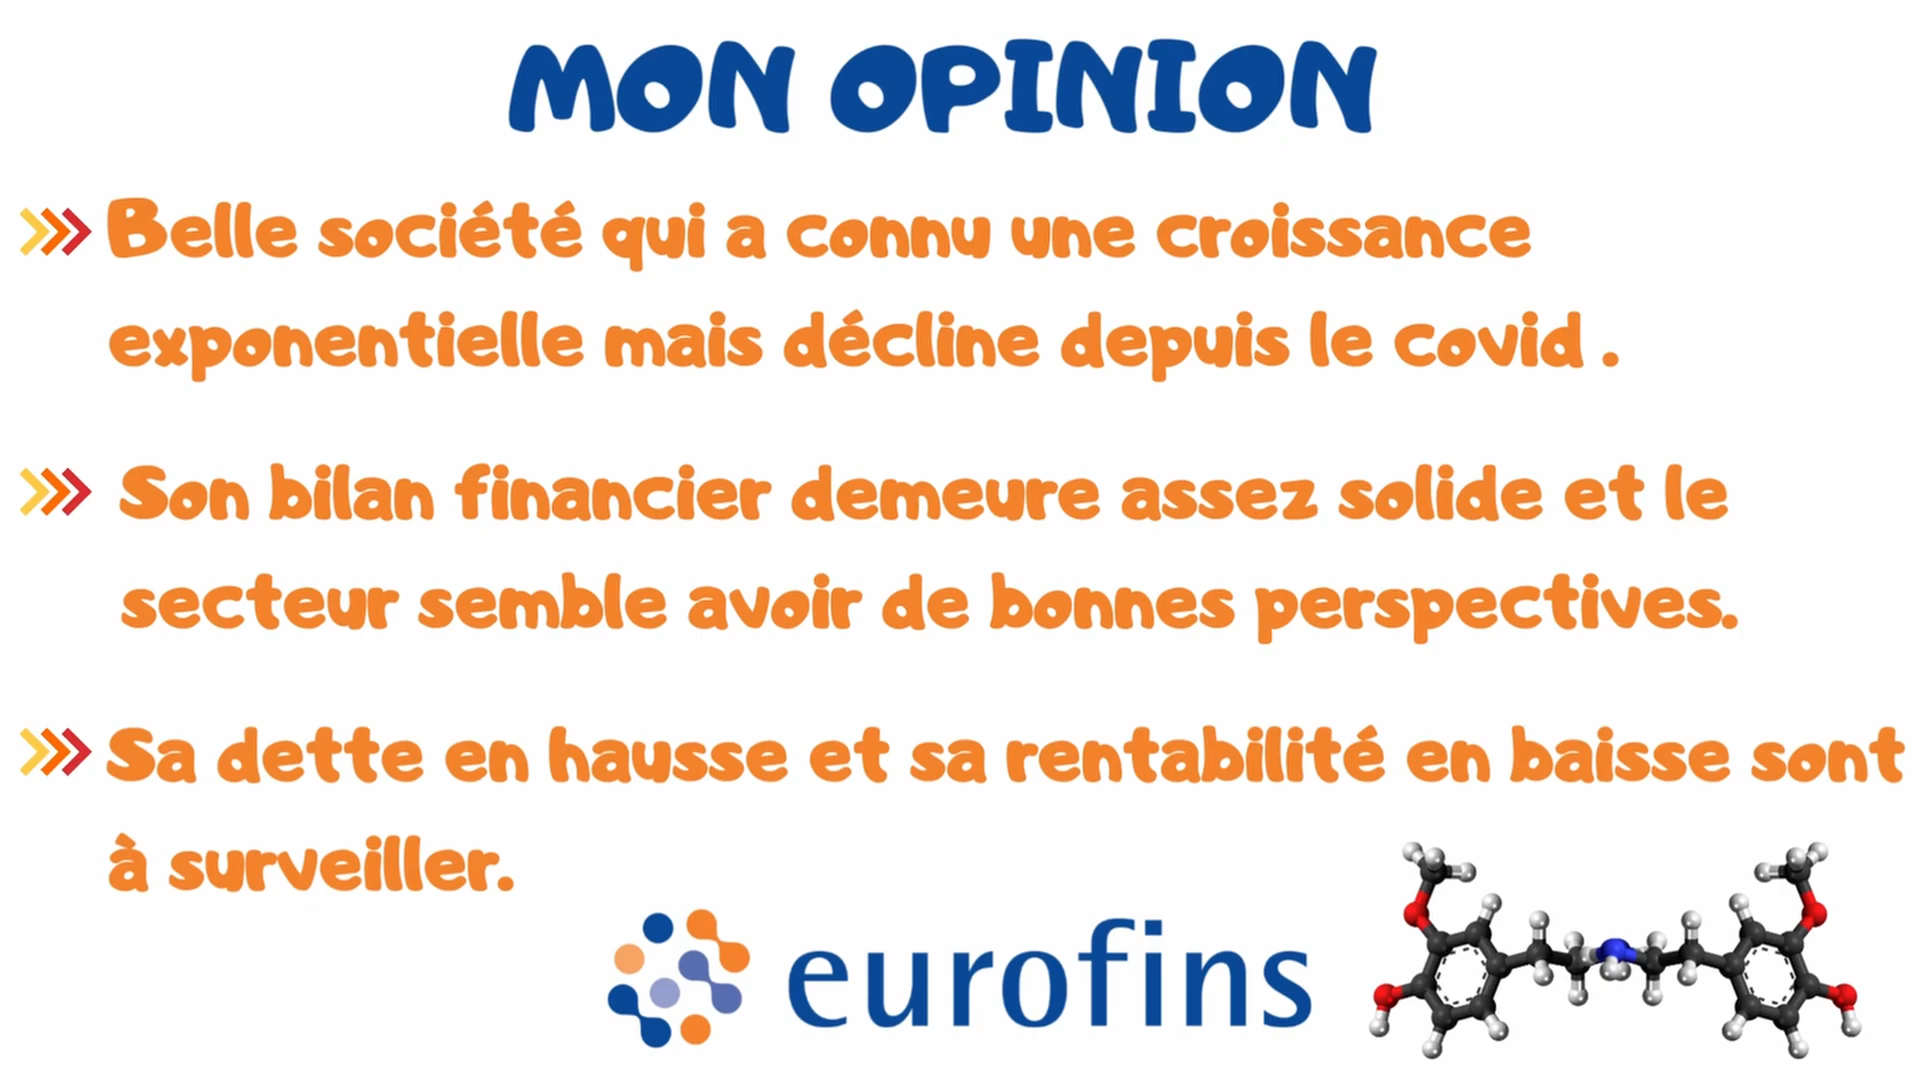 MON OPINION
Belle société qui a connu une croissance
exponentielle mais décline depuis le covid .
Son bilan financier demeure assez solide et le
secteur semble avoir de bonnes perspectives.
Sa dette en hausse et sa rentabilité en baisse sont
à surveiller.
eurofins